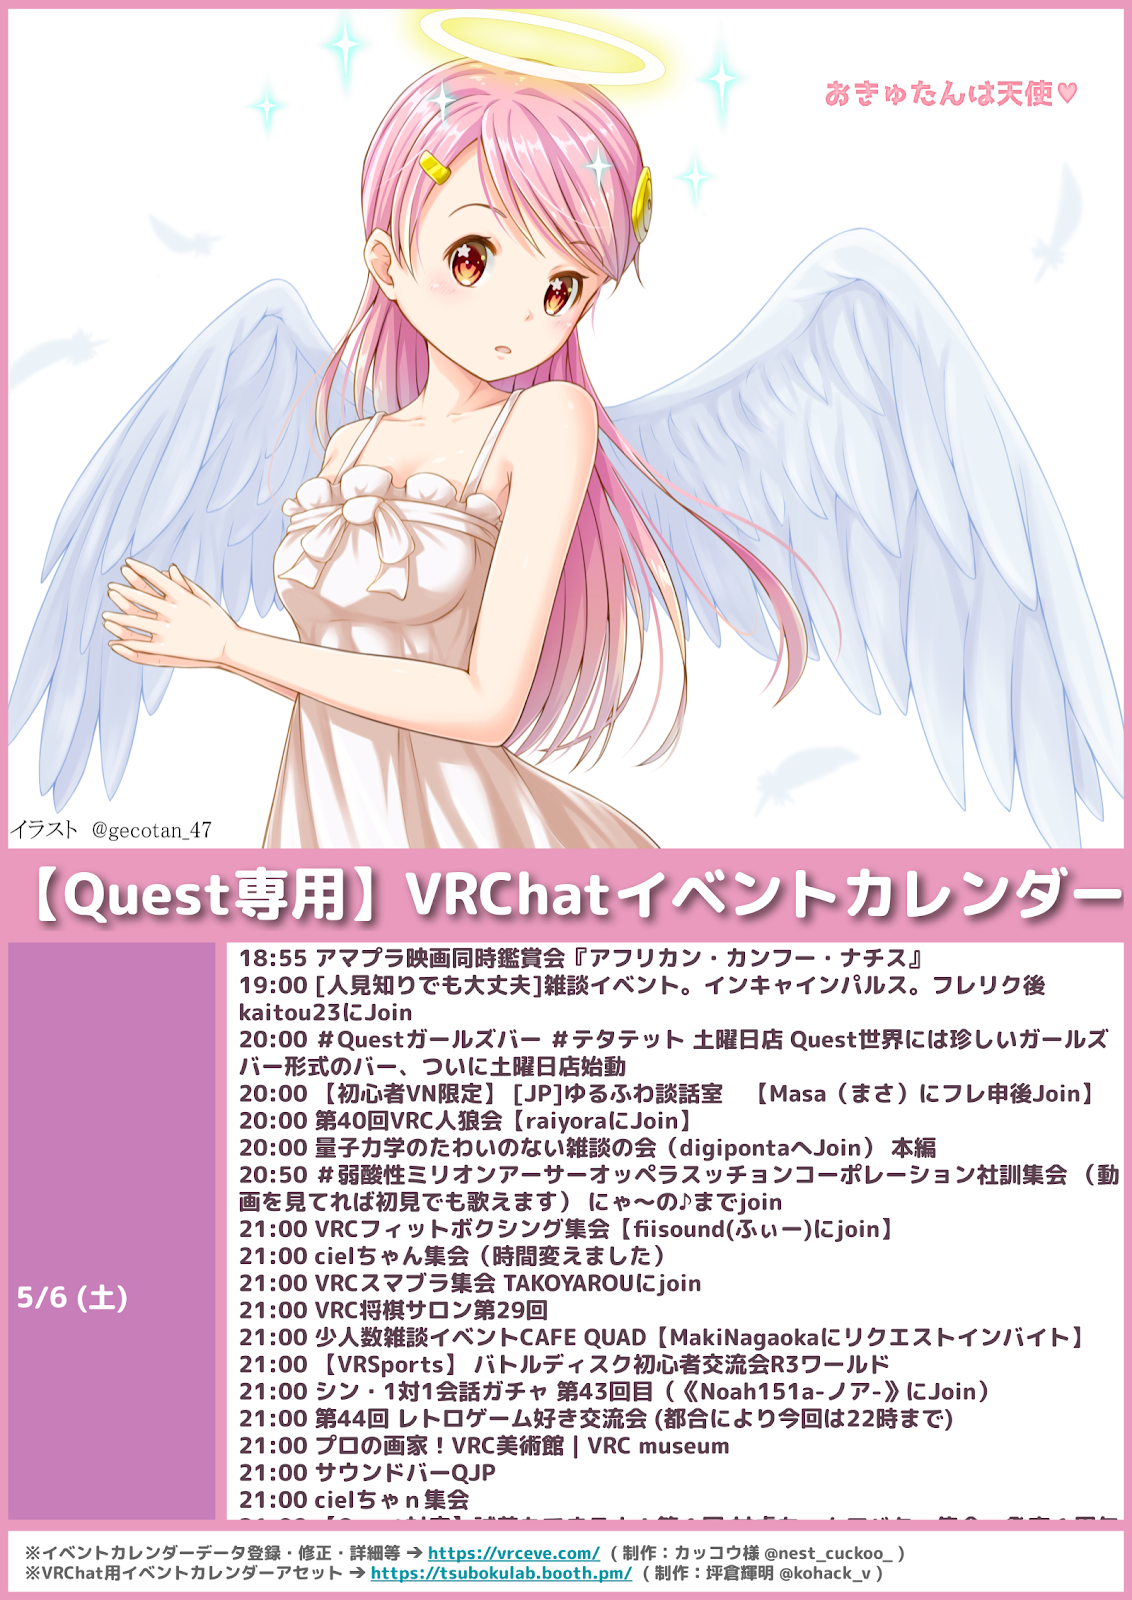 おきゅたんは天使♥
イラスト @gecotan_47
【Quest専用】VRChatイベントカレンダー
5/6 (土)
18:55 アマプラ映画同時鑑賞会『アフリカン・カンフー・ナチス』
19:00 [人見知りでも大丈夫]雑談イベント。インキャインパルス。フレリク後
kaitou23にJoin
20:00 ＃Questガールズバー ＃テタテット 土曜日店 Quest世界には珍しいガールズ
バー形式のバー、ついに土曜日店始動
20:00 【初心者VN限定】 [JP]ゆるふわ談話室　【Masa（まさ）にフレ申後Join】
20:00 第40回VRC人狼会【raiyoraにJoin】
20:00 量子力学のたわいのない雑談の会（digipontaへJoin） 本編
20:50 ＃弱酸性ミリオンアーサーオッペラスッチョンコーポレーション社訓集会 （動
画を見てれば初見でも歌えます） にゃ～の♪までjoin
21:00 VRCフィットボクシング集会【fiisound(ふぃー)にjoin】
21:00 cielちゃん集会（時間変えました）
21:00 VRCスマブラ集会 TAKOYAROUにjoin
21:00 VRC将棋サロン第29回
21:00 少人数雑談イベントCAFE QUAD【MakiNagaokaにリクエストインバイト】
21:00 【VRSports】 バトルディスク初心者交流会R3ワールド
21:00 シン・1対1会話ガチャ 第43回目（《Noah151a-ノア-》にJoin）
21:00 第44回 レトロゲーム好き交流会 (都合により今回は22時まで)
21:00 プロの画家！VRC美術館 | VRC museum
21:00 サウンドバーQJP
21:00 cielちゃｎ集会
※イベントカレンダーデータ登録・修正・詳細等 ➔ https://vrceve.com/ （ 制作：カッコウ様 @nest_cuckoo_ ）
※VRChat用イベントカレンダーアセット ➔ https://tsubokulab.booth.pm/ （ 制作：坪倉輝明 @kohack_v ）